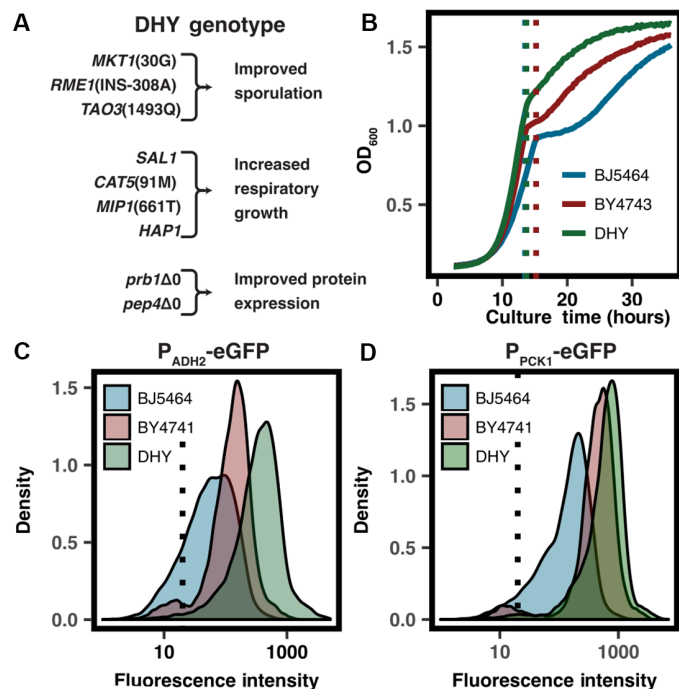 A
DHY genotype
MKT1(30G)
RME1(INS-308A)
TAO3(1493Q)
Improved
sporulation
SAL1
CAT5(91M)
MIP1(661T)
HAP1
Increased
respiratory
growth
prb1Δ0
pep4Δ0
Improved protein
expression
B
OD600
1.5
1.0
0.5
BJ5464
BY4743
DHY
0 10 20 30
Culture time (hours)
C
PADH2-eGFP
Density
1.5
1.0
0.5
0.0
BJ5464
BY4741
DHY
10 1000
Fluorescence intensity
D
PPCK1-eGFP
Density
1.5
1.0
0.5
0.0
BJ5464
BY4741
DHY
10 1000
Fluorescence intensity